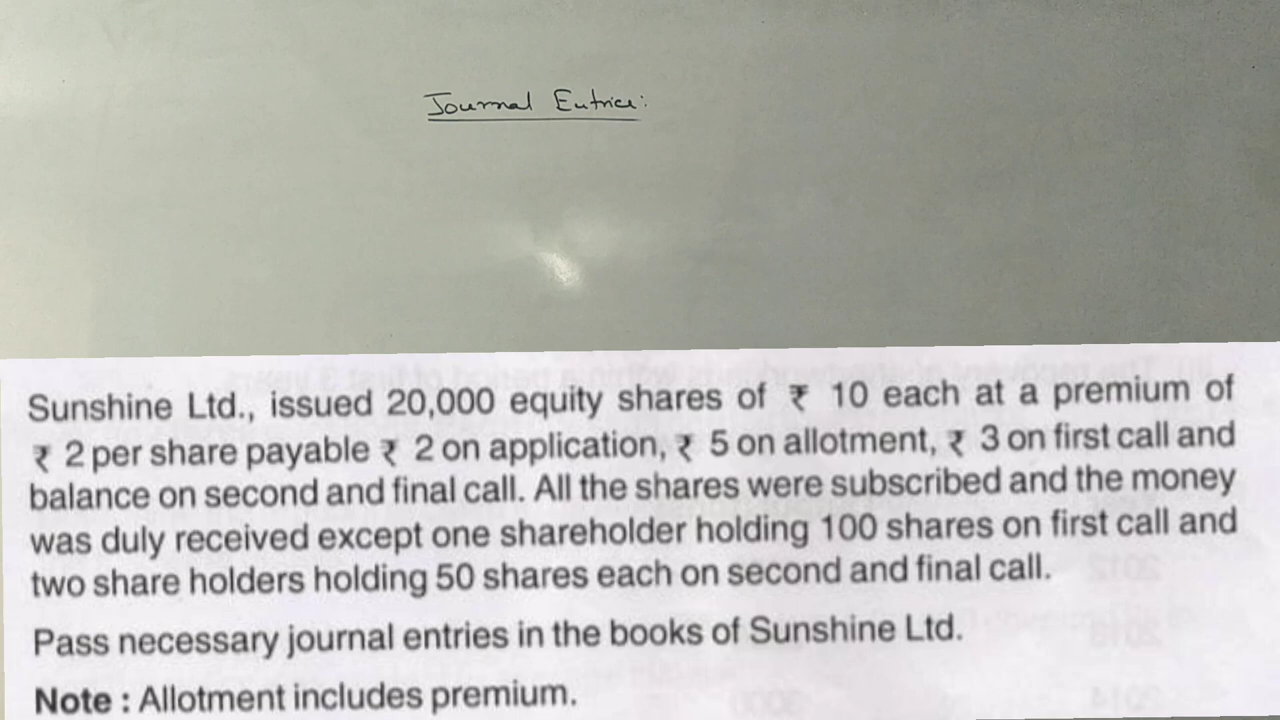 Journal Entries:
Sunshine Ltd., issued 20,000 equity shares of ₹ 10 each at a premium of
₹ 2 per share payable ₹ 2 on application, ₹ 5 on allotment, ₹ 3 on first call and
balance on second and final call. All the shares were subscribed and the money
was duly received except one shareholder holding 100 shares on first call and
two share holders holding 50 shares each on second and final call.
Pass necessary journal entries in the books of Sunshine Ltd.
Note : Allotment includes premium.